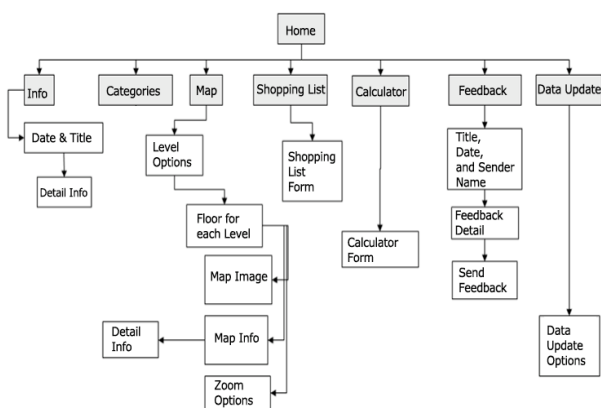 Home
Info
Categories
Map
Shopping List
Calculator
Feedback
Data Update
Date & Title
Detail Info
Level
Options
Floor for
each Level
Map Image
Map Info
Detail
Info
Zoom
Options
Shopping
List
Form
Calculator
Form
Title,
Date,
and Sender
Name
Feedback
Detail
Send
Feedback
Data
Update
Options